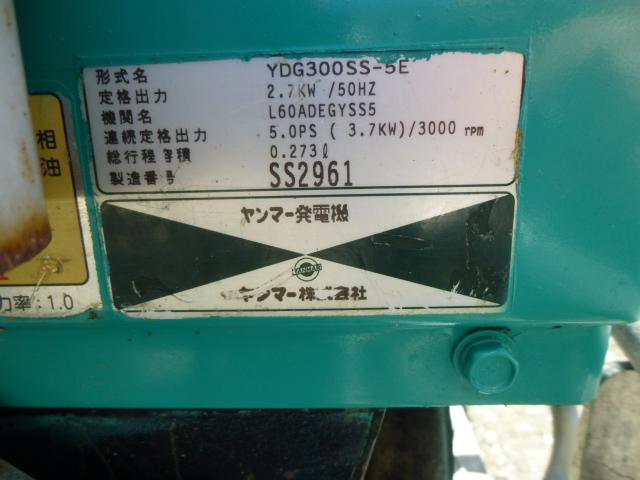 形式名 YDG300SS-5E
定格出力 2.7KW /50HZ
機関名 L60ADEGYSS5
連続定格出力 5.0PS ( 3.7KW)/3000 rpm
総行程容積 0.273ℓ
製造番号 SS2961
ヤンマー発電機
YANMAR
ヤンマー株式会社
相
油
力率:1.0